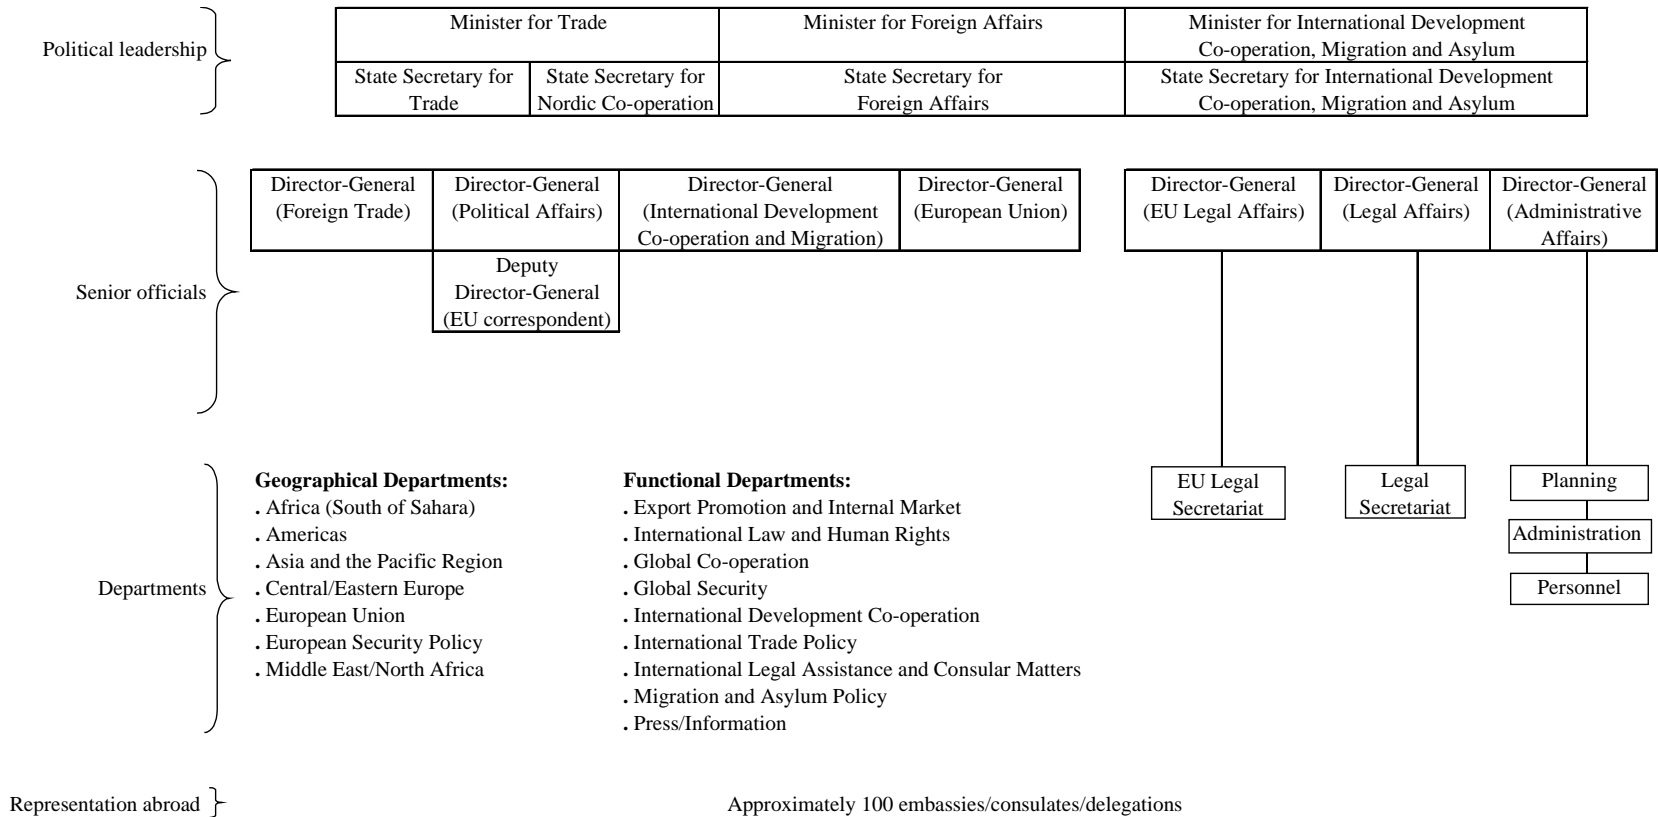 Political leadership
Minister for Trade
Minister for Foreign Affairs
Minister for International Development
Co-operation, Migration and Asylum
State Secretary for
Trade
State Secretary for
Nordic Co-operation
State Secretary for
Foreign Affairs
State Secretary for International Development
Co-operation, Migration and Asylum
Senior officials
Director-General
(Foreign Trade)
Director-General
(Political Affairs)
Director-General
(International Development
Co-operation and Migration)
Director-General
(European Union)
Director-General
(EU Legal Affairs)
Director-General
(Legal Affairs)
Director-General
(Administrative
Affairs)
Deputy
Director-General
(EU correspondent)
Departments
Geographical Departments:
. Africa (South of Sahara)
. Americas
. Asia and the Pacific Region
. Central/Eastern Europe
. European Union
. European Security Policy
. Middle East/North Africa
Functional Departments:
. Export Promotion and Internal Market
. International Law and Human Rights
. Global Co-operation
. Global Security
. International Development Co-operation
. International Trade Policy
. International Legal Assistance and Consular Matters
. Migration and Asylum Policy
. Press/Information
EU Legal
Secretariat
Legal
Secretariat
Planning
Administration
Personnel
Representation abroad
Approximately 100 embassies/consulates/delegations